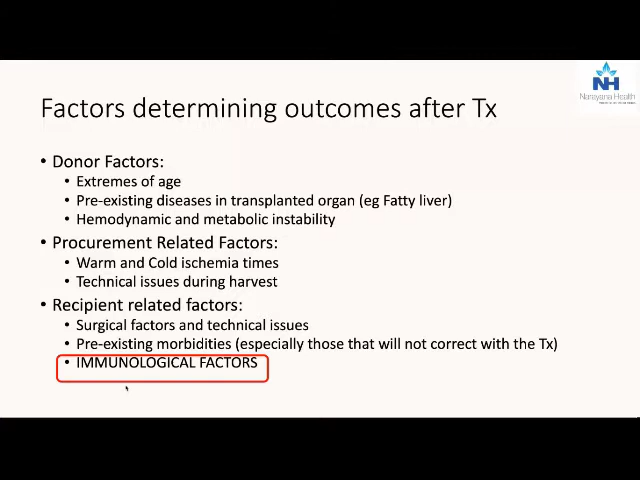 NH
Narayana Health
Factors determining outcomes after Tx
• Donor Factors:
• Extremes of age
• Pre-existing diseases in transplanted organ (eg Fatty liver)
• Hemodynamic and metabolic instability
• Procurement Related Factors:
• Warm and Cold ischemia times
• Technical issues during harvest
• Recipient related factors:
• Surgical factors and technical issues
• Pre-existing morbidities (especially those that will not correct with the Tx)
• IMMUNOLOGICAL FACTORS